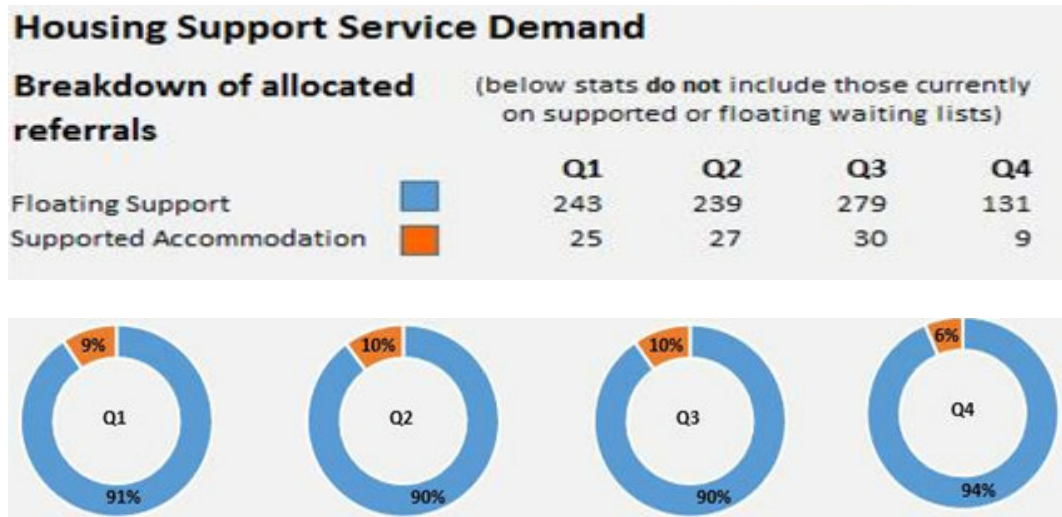 Housing Support Service Demand
Breakdown of allocated referrals
(below stats do not include those currently
on supported or floating waiting lists)
Q1 Q2 Q3 Q4
Floating Support 243 239 279 131
Supported Accommodation 25 27 30 9
9% 10% 10% 6%
Q1 Q2 Q3 Q4
91% 90% 90% 94%